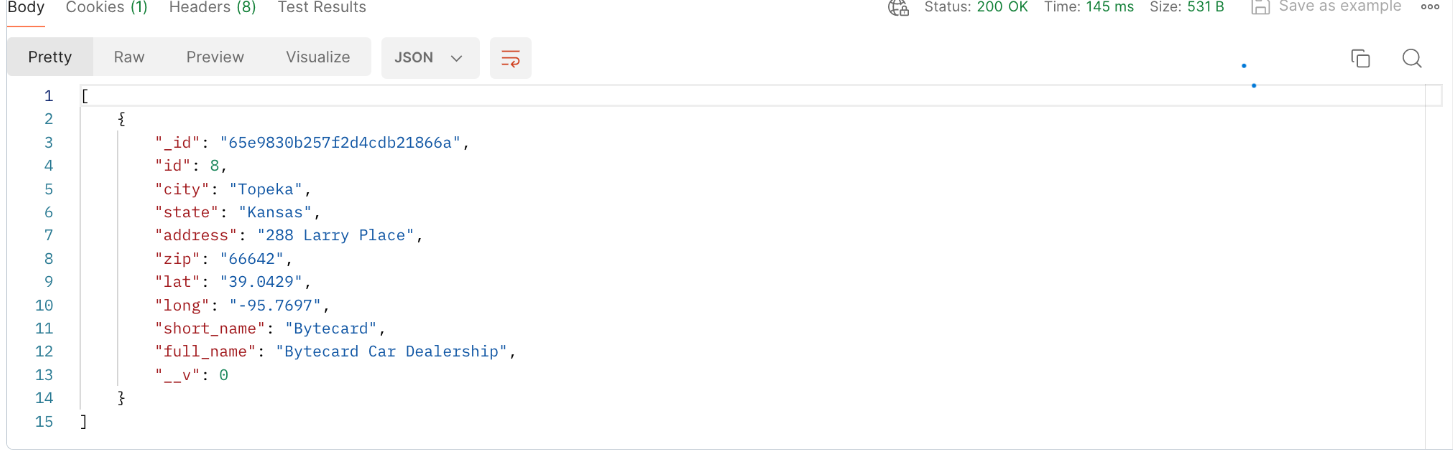 Body Cookies (1) Headers (8) Test Results Status: 200 OK Time: 145 ms Size: 531 B Save as example
Pretty Raw Preview Visualize JSON
1 [
2 {
3 "_id": "65e9830b257f2d4cdb21866a",
4 "id": 8,
5 "city": "Topeka",
6 "state": "Kansas",
7 "address": "288 Larry Place",
8 "zip": "66642",
9 "lat": "39.0429",
10 "long": "-95.7697",
11 "short_name": "Bytecard",
12 "full_name": "Bytecard Car Dealership",
13 "__v": 0
14 }
15 ]